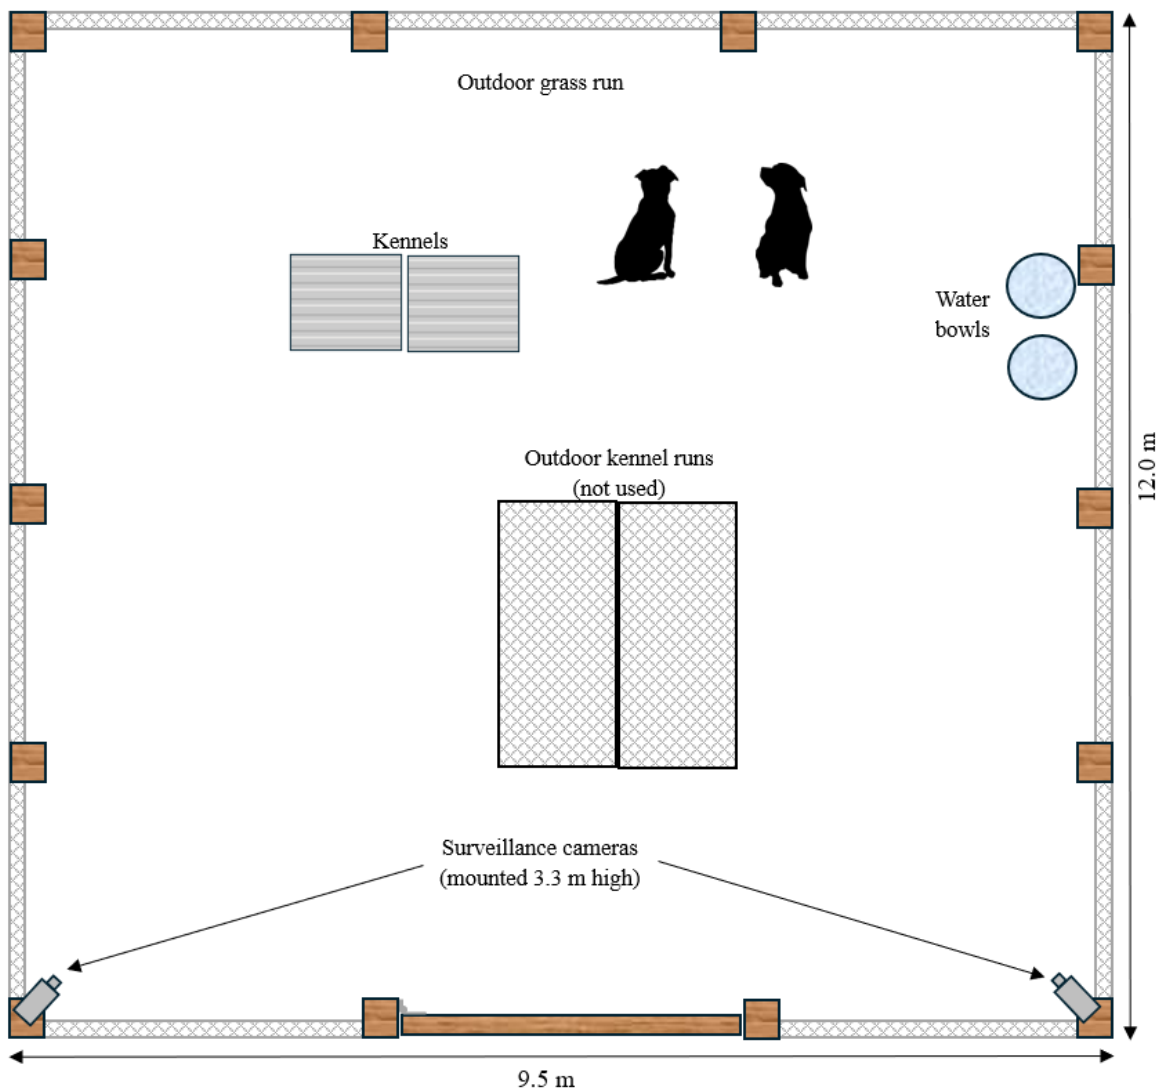 Outdoor grass run
Kennels
Water
bowls
Outdoor kennel runs
(not used)
12.0 m
Surveillance cameras
(mounted 3.3 m high)
9.5 m